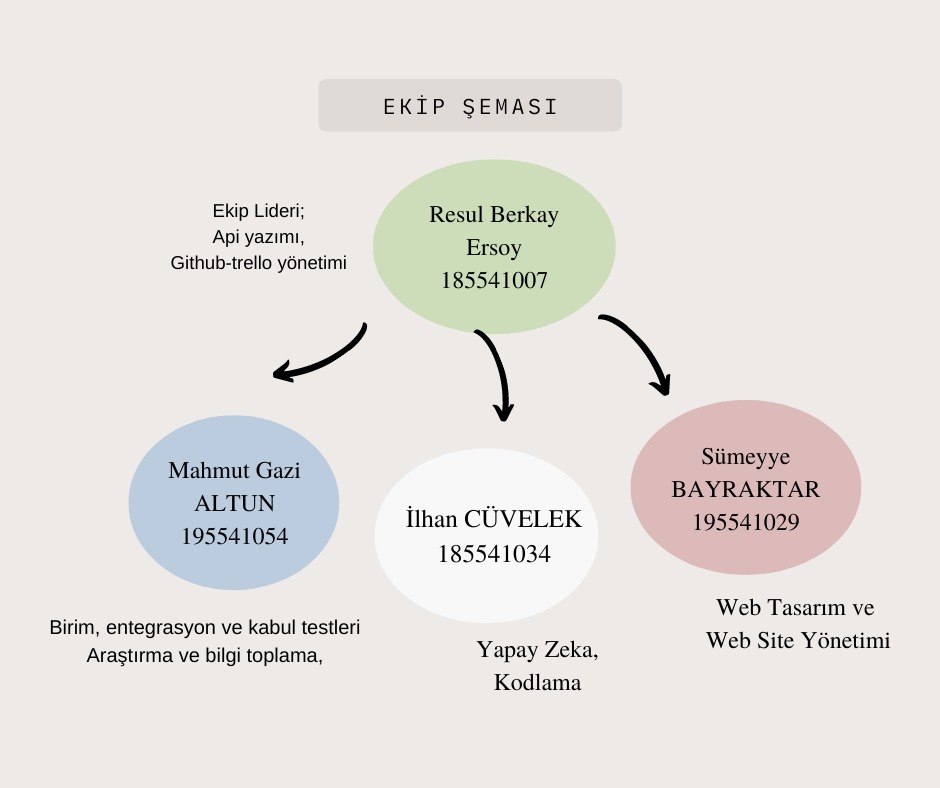 EKİP ŞEMASI
Ekip Lideri;
Api yazımı,
Github-trello yönetimi
Resul Berkay
Ersoy
185541007
Mahmut Gazi
ALTUN
195541054
Birim, entegrasyon ve kabul testleri
Araştırma ve bilgi toplama,
İlhan CÜVELEK
185541034
Yapay Zeka,
Kodlama
Sümeyye
BAYRAKTAR
195541029
Web Tasarım ve
Web Site Yönetimi